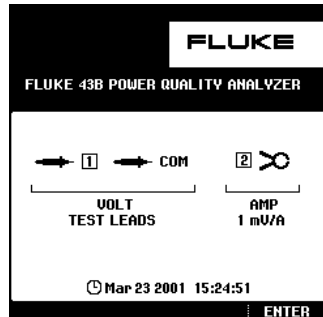 FLUKE
FLUKE 43B POWER QUALITY ANALYZER
1 COM 2
VOLT AMP
TEST LEADS 1 mV/A
Mar 23 2001 15:24:51
ENTER